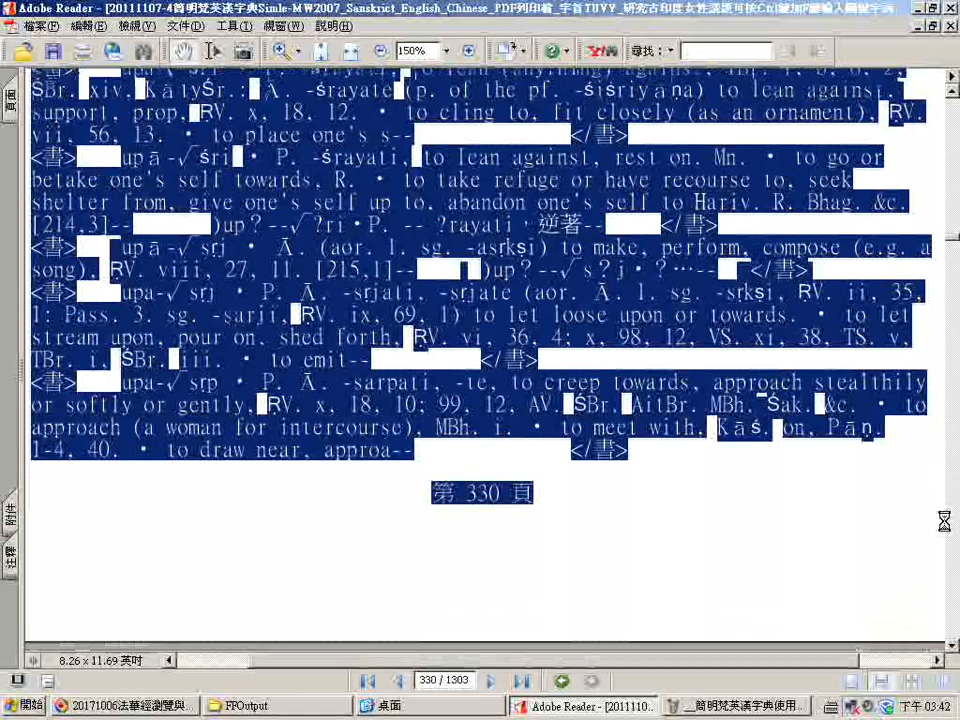 Adobe Reader - [20111107-4簡明梵英漢字典Simle-MW2007_Sanskrict_English_Chinese_PDF列印稿_字首TUVY_研究古印度女性議題可按Ctrl鍵加F鍵輸入關鍵字詞
檔案(F) 編輯(E) 檢視(V) 文件(D) 工具(T) 視窗(W) 說明(H)
150% 尋找:
頁面
ŚBr. xiv, KātyŚr.: Ā. -śrayate (p. of the pf. -śiśriyāṇa) to lean against,
support, prop, RV. x, 18, 12. • to cling to, fit closely (as an ornament), RV.
vii, 56, 13. • to place one's s-- </書>
<書> upā-√śri • P. -śrayati, to lean against, rest on. Mn. • to go or
betake one's self towards, R. • to take refuge or have recourse to, seek
shelter from, give one's self up to, abandon one's self to Hariv. R. Bhag. &c.
[214,3]-- )up?--√?ri•P. -- ?rayati，逆著-- </書>
<書> upā-√sṛj • Ā. (aor. 1. sg. -asṛkṣi) to make, perform, compose (e.g. a
song), RV. viii, 27, 11. [215,1]-- )up?--√s?j•?…-- </書>
<書> upa-√sṛj • P. Ā. -sṛjati, -sṛjate (aor. Ā. 1. sg. -sṛkṣi, RV. ii, 35,
1: Pass. 3. sg. -sarji, RV. ix, 69, 1) to let loose upon or towards. • to let
stream upon, pour on, shed forth, RV. vi, 36, 4; x, 98, 12, VS. xi, 38, TS. v,
TBr. i, ŚBr. iii. • to emit-- </書>
<書> upa-√sṛp • P. Ā. -sarpati, -te, to creep towards, approach stealthily
or softly or gently, RV. x, 18, 10; 99, 12, AV. ŚBr. AitBr. MBh. Śak. &c. • to
approach (a woman for intercourse), MBh. i. • to meet with, Kāś. on, Pāṇ.
1-4, 40. • to draw near, approa-- </書>
第 330 頁
附件
注釋
8.26 x 11.69 英吋
330 / 1303
開始 20171006法華經瀏覽與... FFOutput 桌面 Adobe Reader - [2011110... __簡明梵英漢字典使用... 下午 03:42